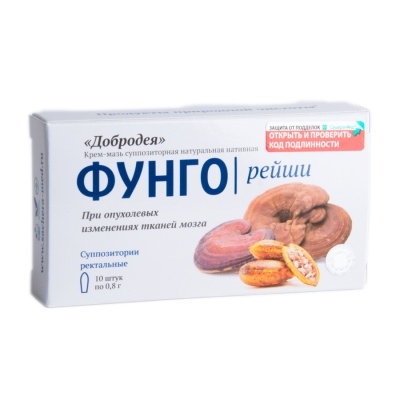 ЗАЩИТА ОТ ПОДДЕЛОК
ОТКРЫТЬ И ПРОВЕРИТЬ
КОД ПОДЛИННОСТИ
«Добродея»
Крем-мазь суппозиторная натуральная нативная
ФУНГО рейши
При опухолевых
изменениях тканей мозга
Суппозитории
ректальные
10 штук
по 0,8 г